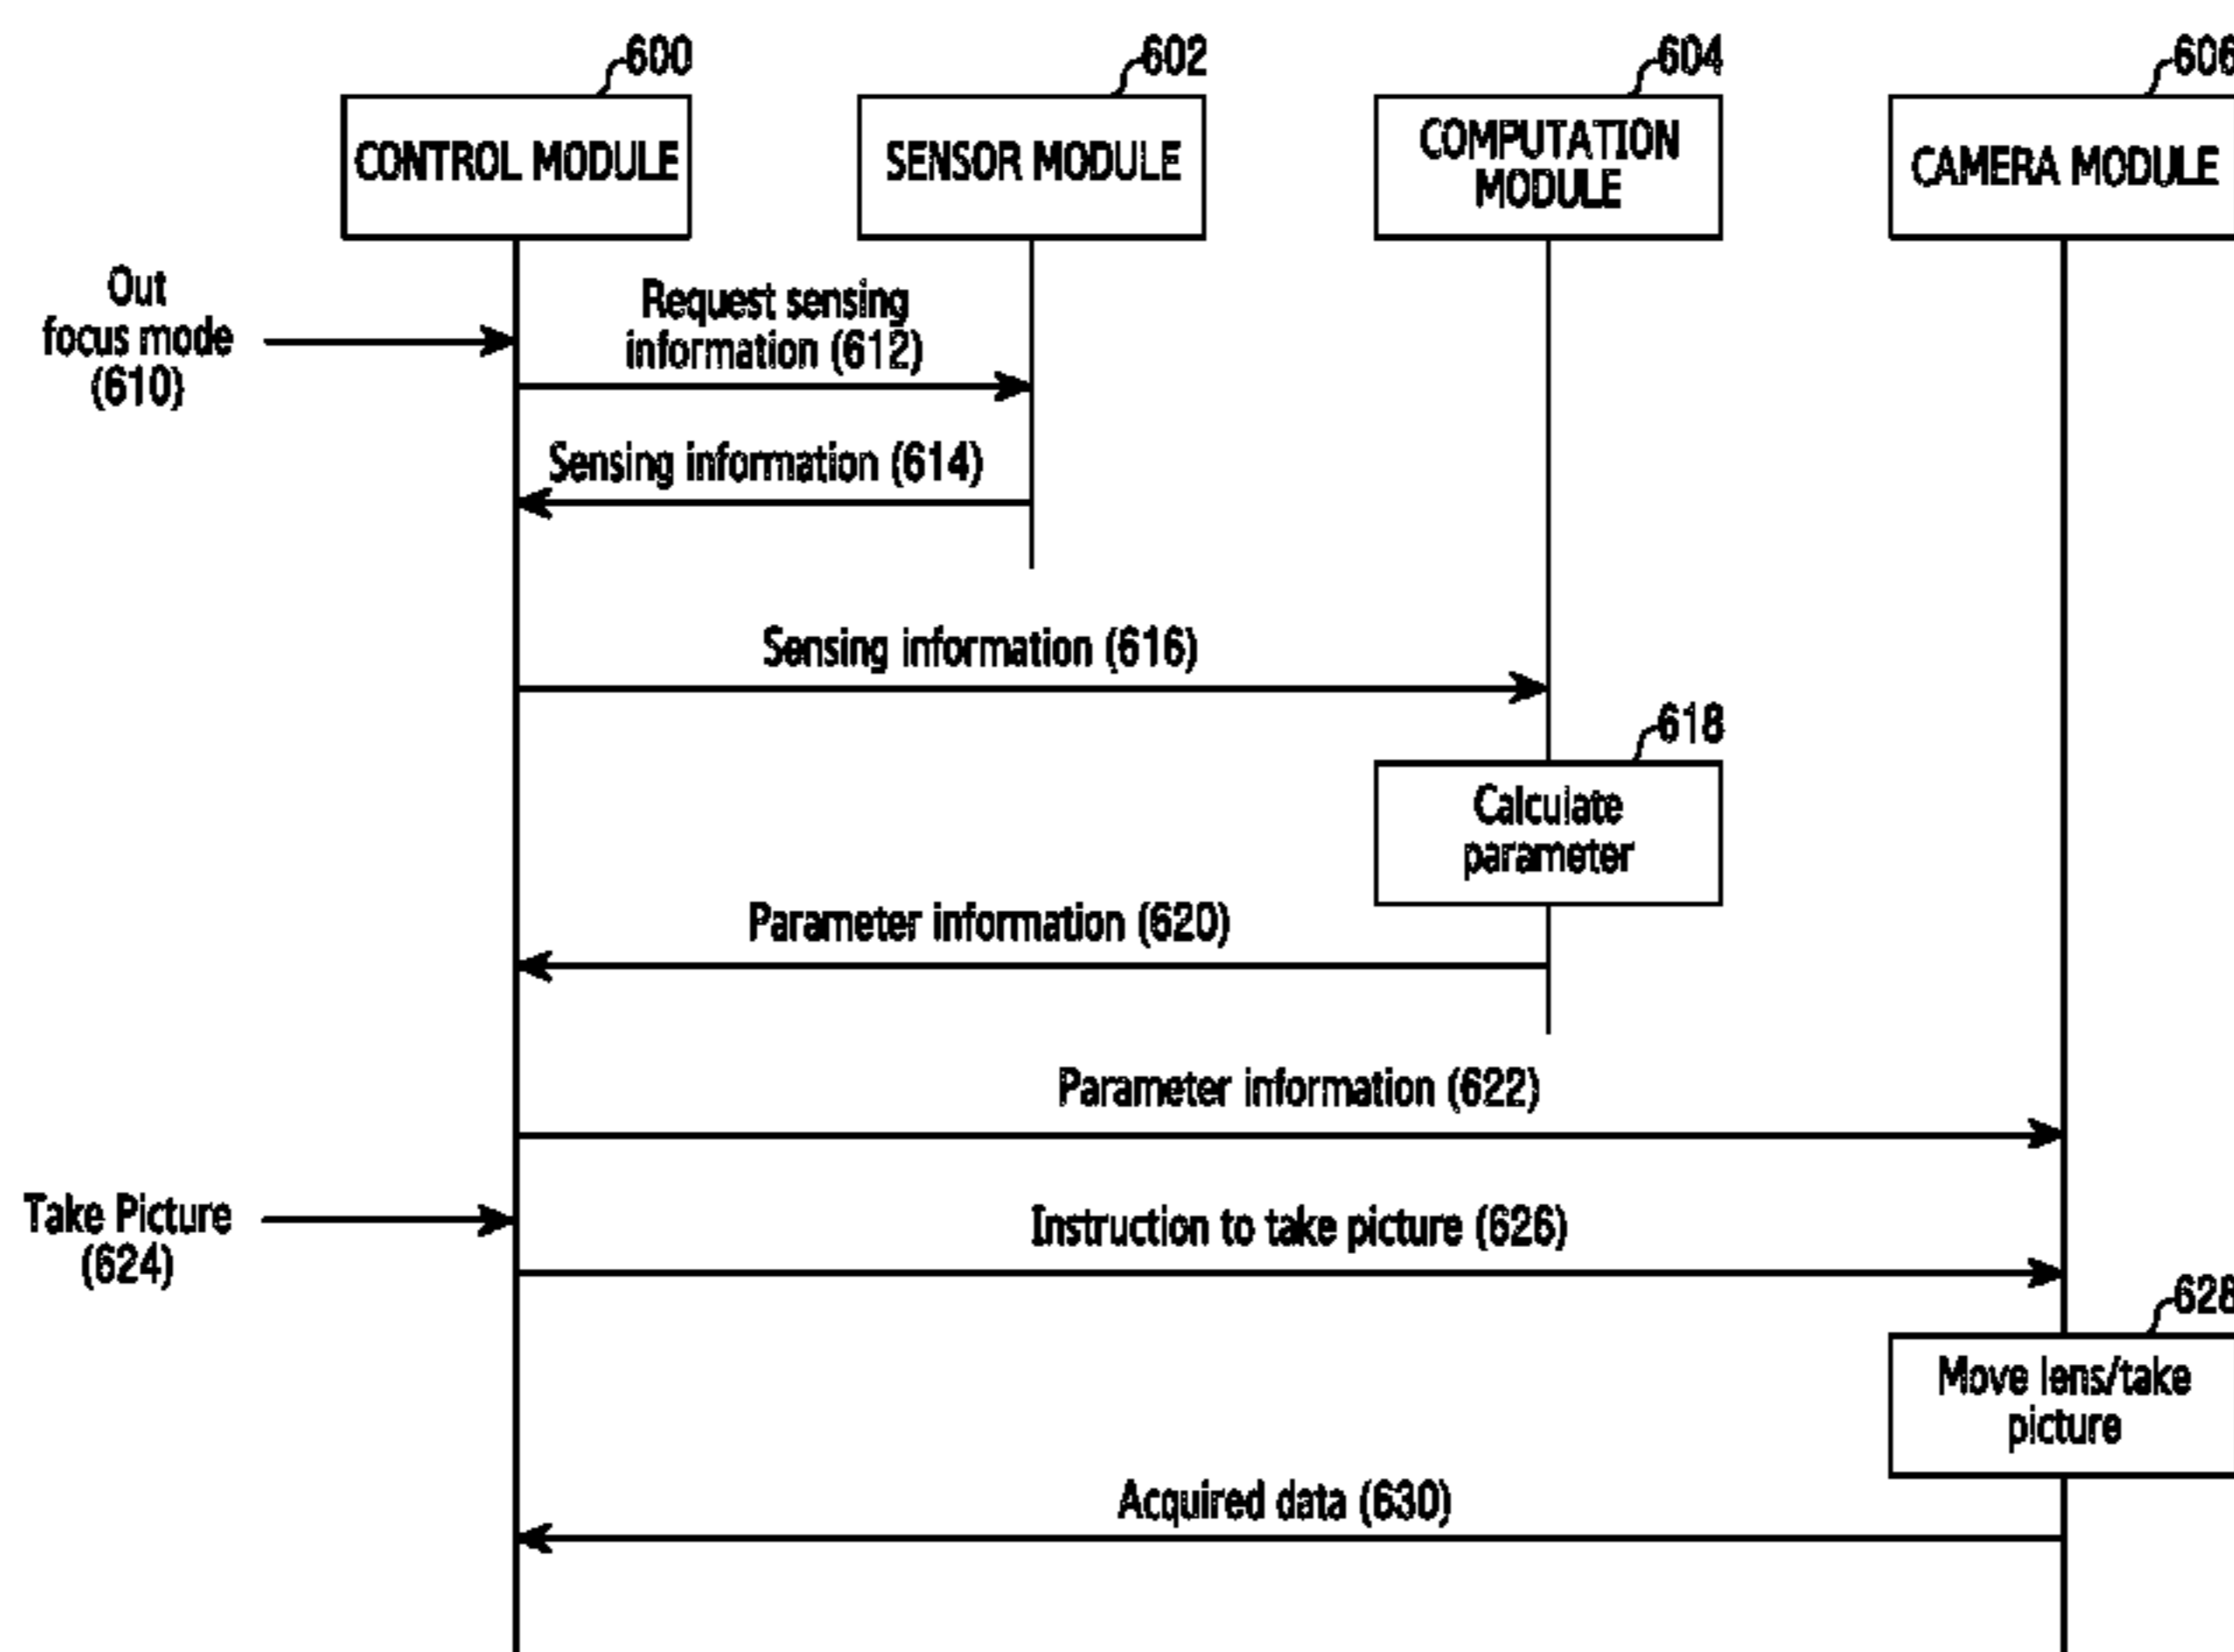 600
602
604
606
CONTROL MODULE
SENSOR MODULE
COMPUTATION
MODULE
CAMERA MODULE
Out
focus mode
(610)
Request sensing
information (612)
Sensing information (614)
Sensing information (616)
618
Calculate
parameter
Parameter information (620)
Parameter information (622)
Take Picture
(624)
Instruction to take picture (626)
628
Move lens/take
picture
Acquired data (630)